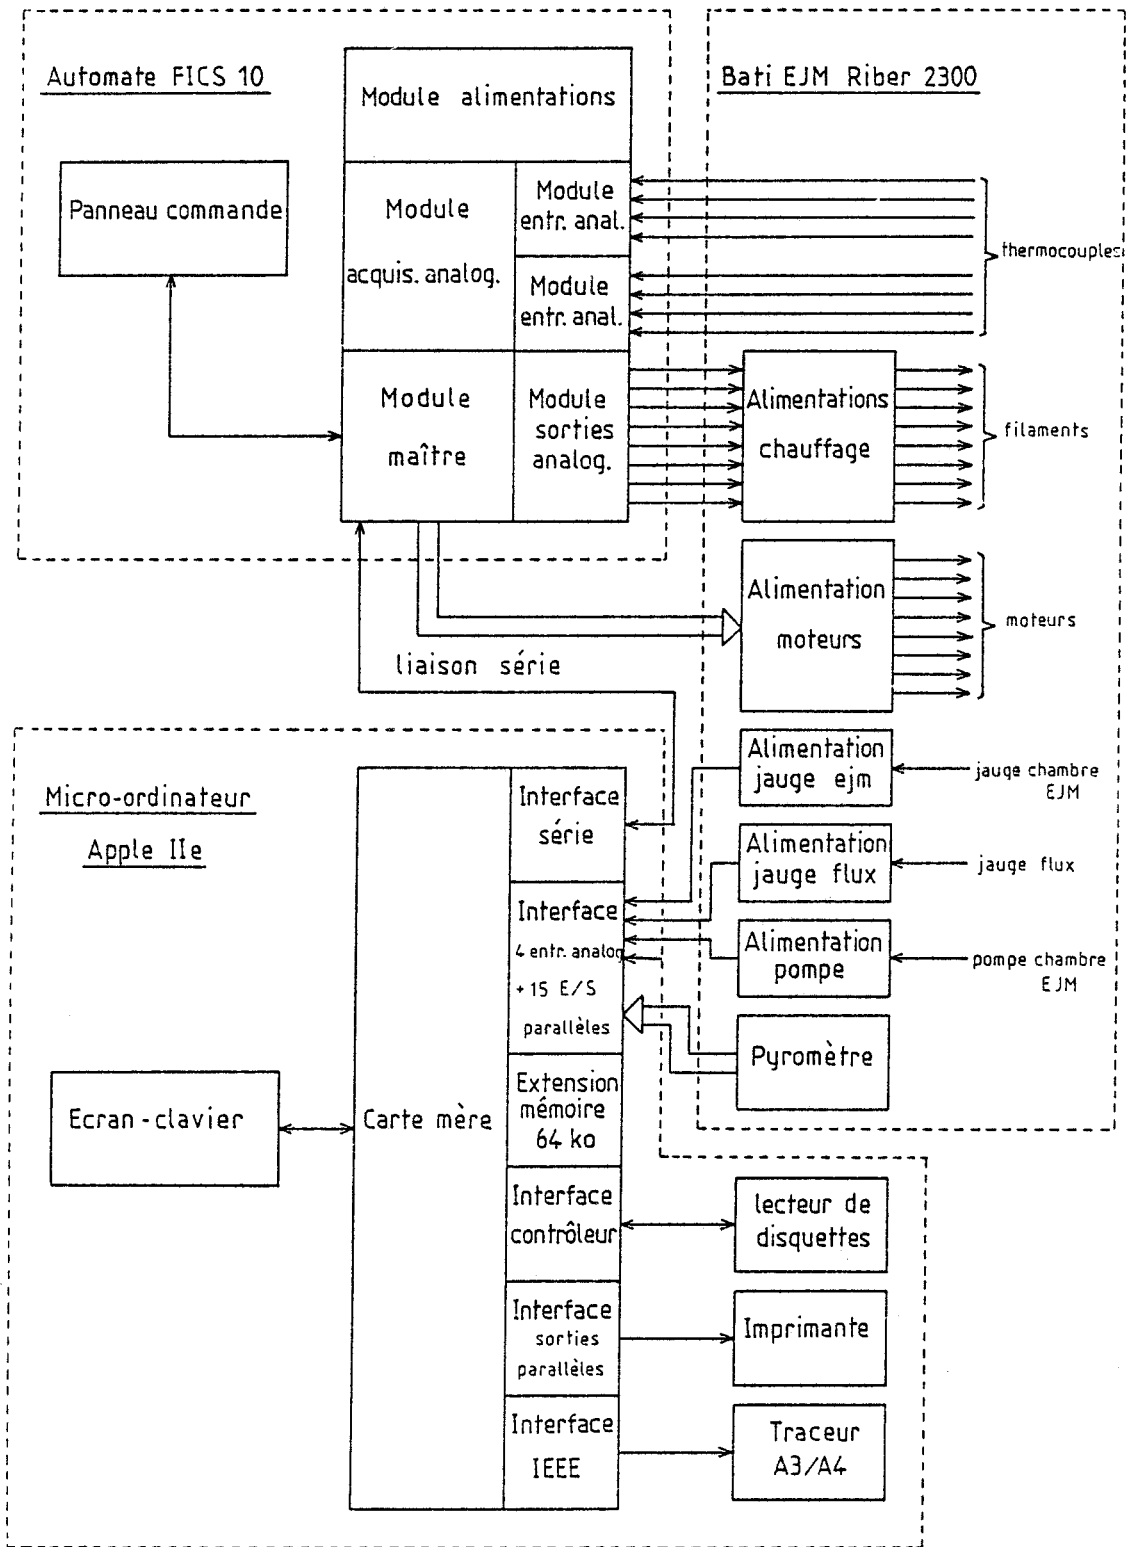 Automate FICS 10
Module alimentations
Panneau commande
Module
acquis. analog.
Module
entr. anal.
Module
entr. anal.
Module
maître
Module
sorties
analog.
Bati EJM Riber 2300
thermocouples
Alimentations
chauffage
filaments
Alimentation
moteurs
moteurs
liaison série
Alimentation
jauge ejm
jauge chambre
EJM
Alimentation
jauge flux
jauge flux
Alimentation
pompe
pompe chambre
EJM
Pyromètre
Micro-ordinateur
Apple IIe
Ecran-clavier
Carte mère
Interface
série
Interface
4 entr. analog
+ 15 E/S
parallèles
Extension
mémoire
64 ko
Interface
contrôleur
Interface
sorties
parallèles
Interface
IEEE
lecteur de
disquettes
Imprimante
Traceur
A3/A4